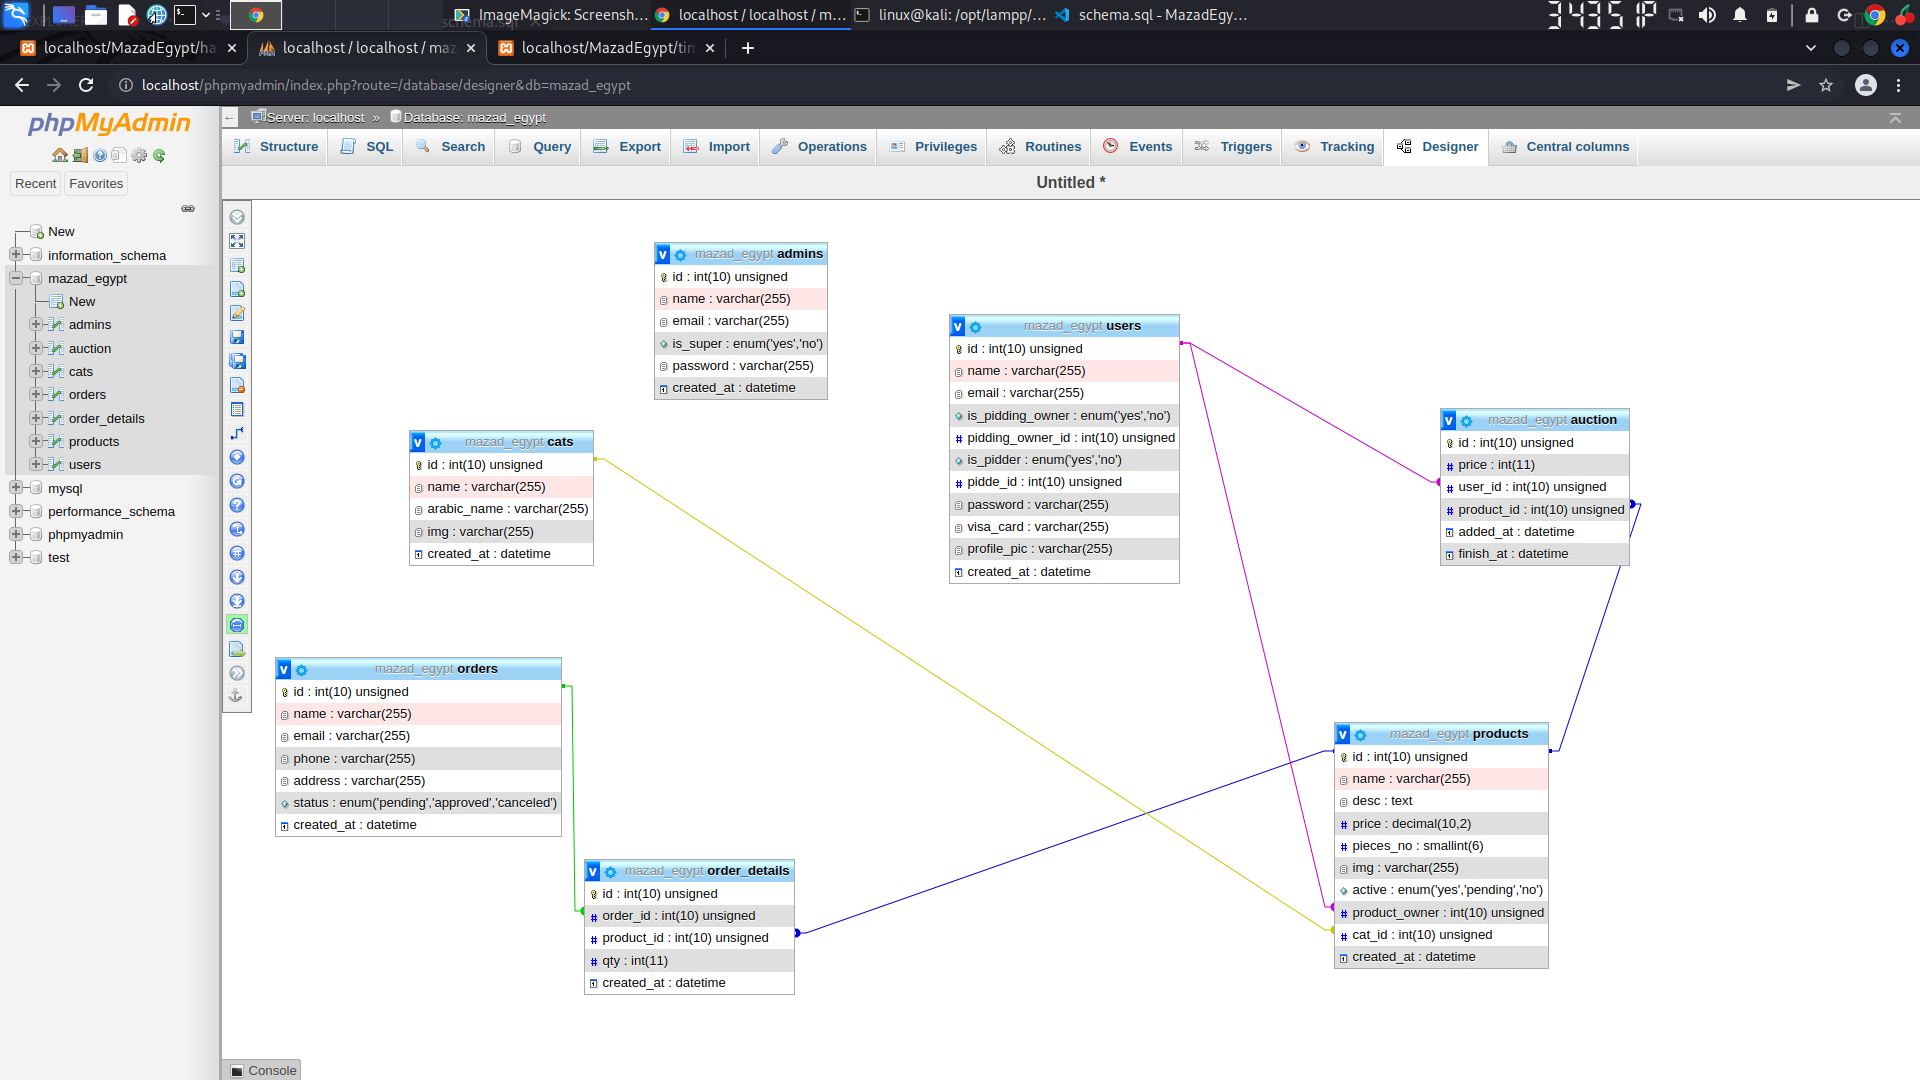 ImageMagick: Screensh...
localhost / localhost / m...
linux@kali: /opt/lampp/...
schema.sql - MazadEgy...
34351P
localhost/MazadEgypt/ha
localhost / localhost / maz
localhost/MazadEgypt/tim
localhost/phpmyadmin/index.php?route=/database/designer&db=mazad_egypt
phpMyAdmin
Server: localhost » Database: mazad_egypt
Structure
SQL
Search
Query
Export
Import
Operations
Privileges
Routines
Events
Triggers
Tracking
Designer
Central columns
Recent
Favorites
Untitled *
New
information_schema
mazad_egypt
New
admins
auction
cats
orders
order_details
products
users
mysql
performance_schema
phpmyadmin
test
v mazad_egypt admins
id : int(10) unsigned
name : varchar(255)
email : varchar(255)
is_super : enum('yes','no')
password : varchar(255)
created_at : datetime
v mazad_egypt users
id : int(10) unsigned
name : varchar(255)
email : varchar(255)
is_pidding_owner : enum('yes','no')
# pidding_owner_id : int(10) unsigned
is_pidder : enum('yes','no')
# pidde_id : int(10) unsigned
password : varchar(255)
visa_card : varchar(255)
profile_pic : varchar(255)
created_at : datetime
v mazad_egypt auction
id : int(10) unsigned
# price : int(11)
# user_id : int(10) unsigned
# product_id : int(10) unsigned
added_at : datetime
finish_at : datetime
v mazad_egypt cats
id : int(10) unsigned
name : varchar(255)
arabic_name : varchar(255)
img : varchar(255)
created_at : datetime
v mazad_egypt orders
id : int(10) unsigned
name : varchar(255)
email : varchar(255)
phone : varchar(255)
address : varchar(255)
status : enum('pending','approved','canceled')
created_at : datetime
v mazad_egypt products
id : int(10) unsigned
name : varchar(255)
desc : text
# price : decimal(10,2)
# pieces_no : smallint(6)
img : varchar(255)
active : enum('yes','pending','no')
# product_owner : int(10) unsigned
# cat_id : int(10) unsigned
created_at : datetime
v mazad_egypt order_details
id : int(10) unsigned
# order_id : int(10) unsigned
# product_id : int(10) unsigned
# qty : int(11)
created_at : datetime
Console